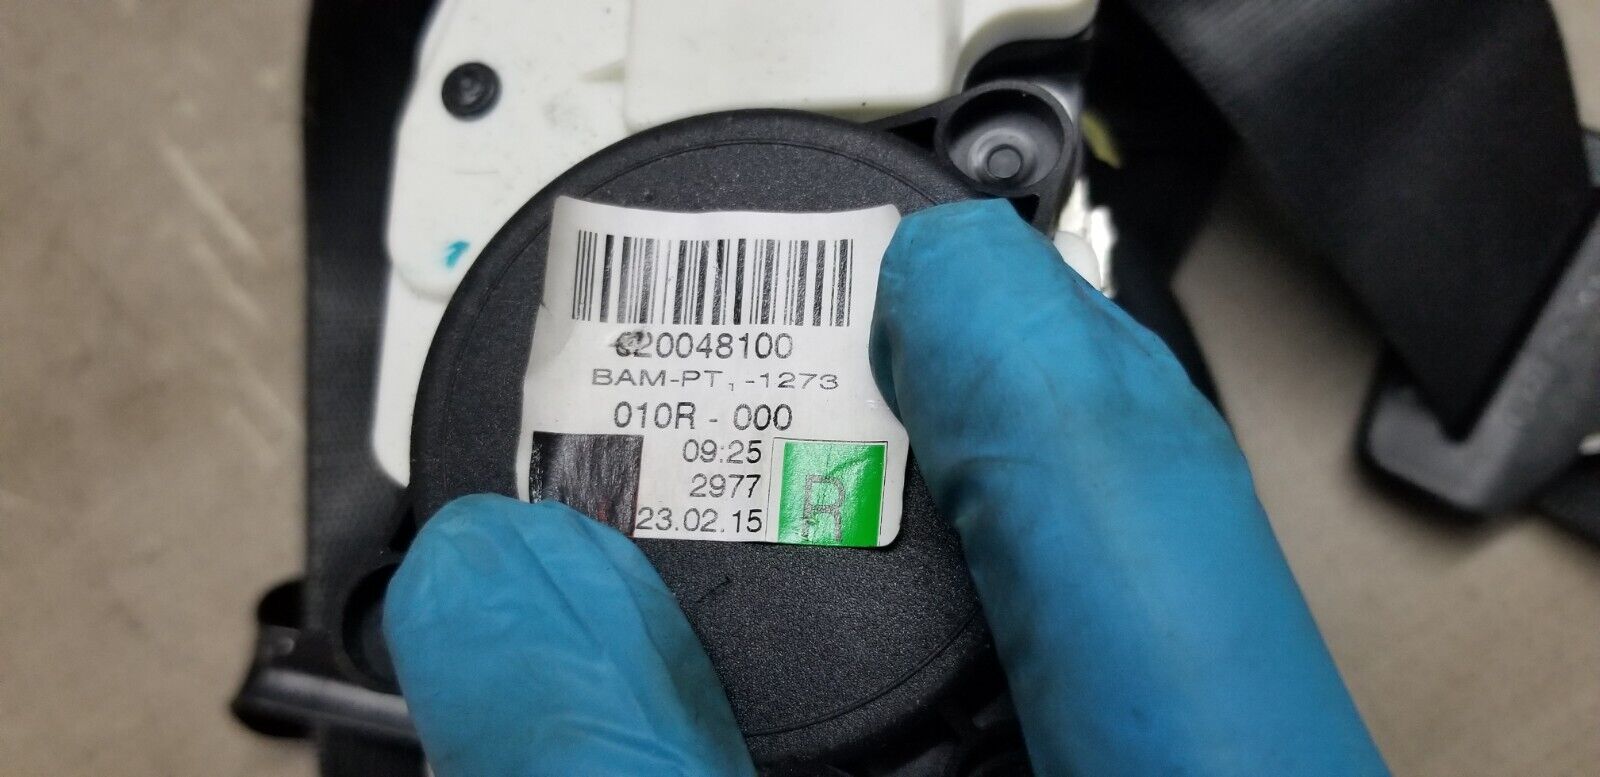 620048100
BAM-PT, -1273
010R - 000
09:25
2977
23.02.15
R